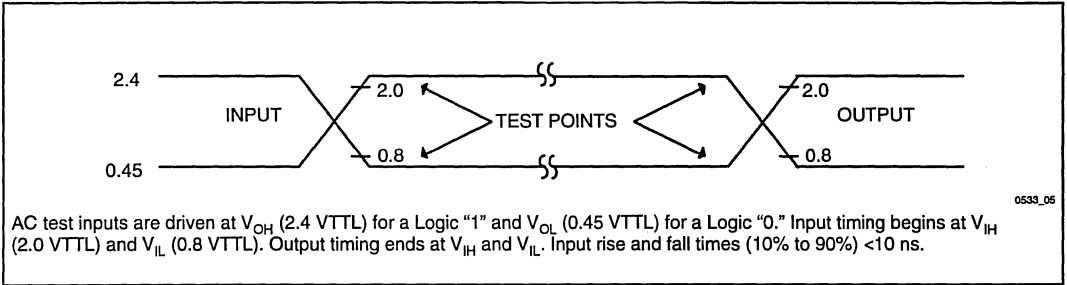 2.4
INPUT
2.0
TEST POINTS
2.0
OUTPUT
0.8
0.8
0.45
0533_05
AC test inputs are driven at VOH (2.4 VTTL) for a Logic “1” and VOL (0.45 VTTL) for a Logic “0.” Input timing begins at VIH
(2.0 VTTL) and VIL (0.8 VTTL). Output timing ends at VIH and VIL. Input rise and fall times (10% to 90%) <10 ns.